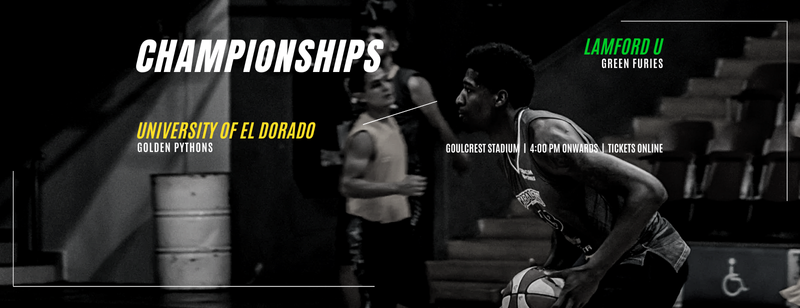 CHAMPIONSHIPS
LAMFORD U
GREEN FURIES
UNIVERSITY OF EL DORADO
GOLDEN PYTHONS
GOULCREST STADIUM | 4:00 PM ONWARDS | TICKETS ONLINE